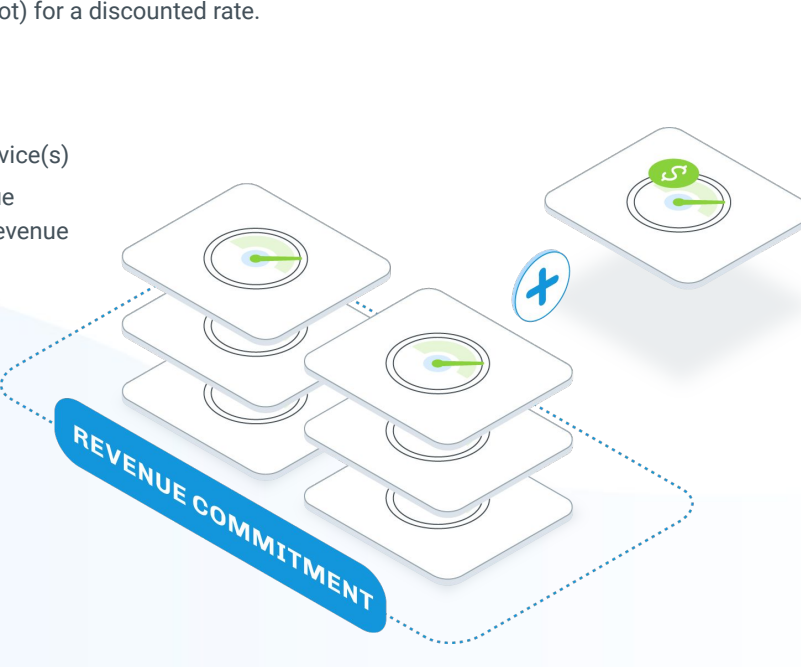 ot) for a discounted rate.
vice(s)
ue
evenue
REVENUE COMMITMENT